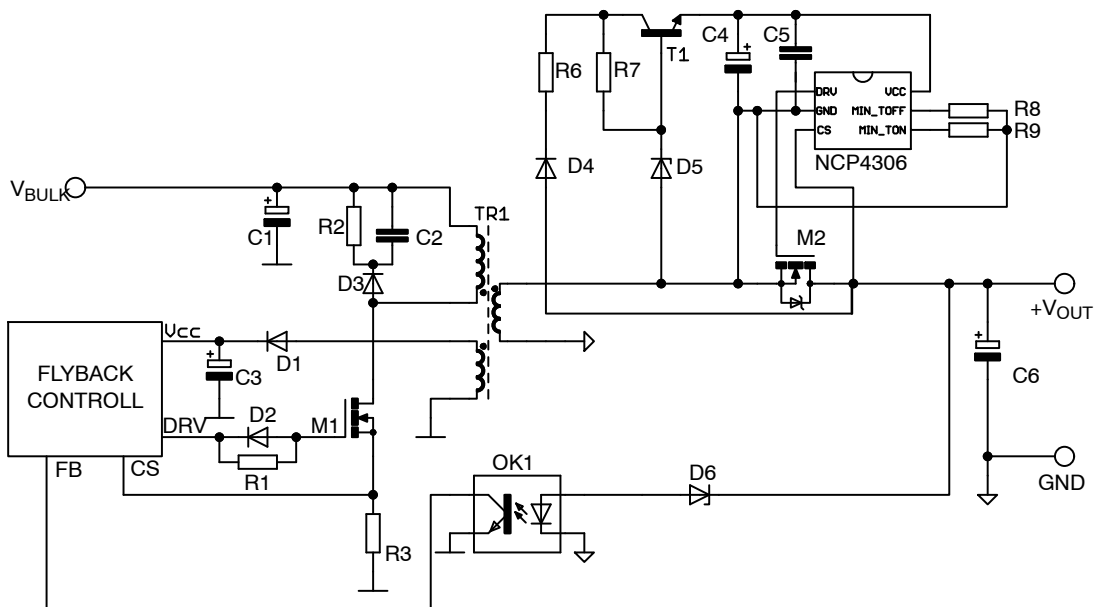 C4
+
C5
R6
R7
T1
DRV
VCC
GND
MIN_TOFF
CS
MIN_TON
R8
R9
NCP4306
D4
D5
VBULK
+
C1
R2
C2
TR1
M2
D3
+VOUT
Vcc
+
C3
D1
+
C6
FLYBACK
CONTROLL
DRV
D2
M1
FB
CS
R1
OK1
D6
GND
R3